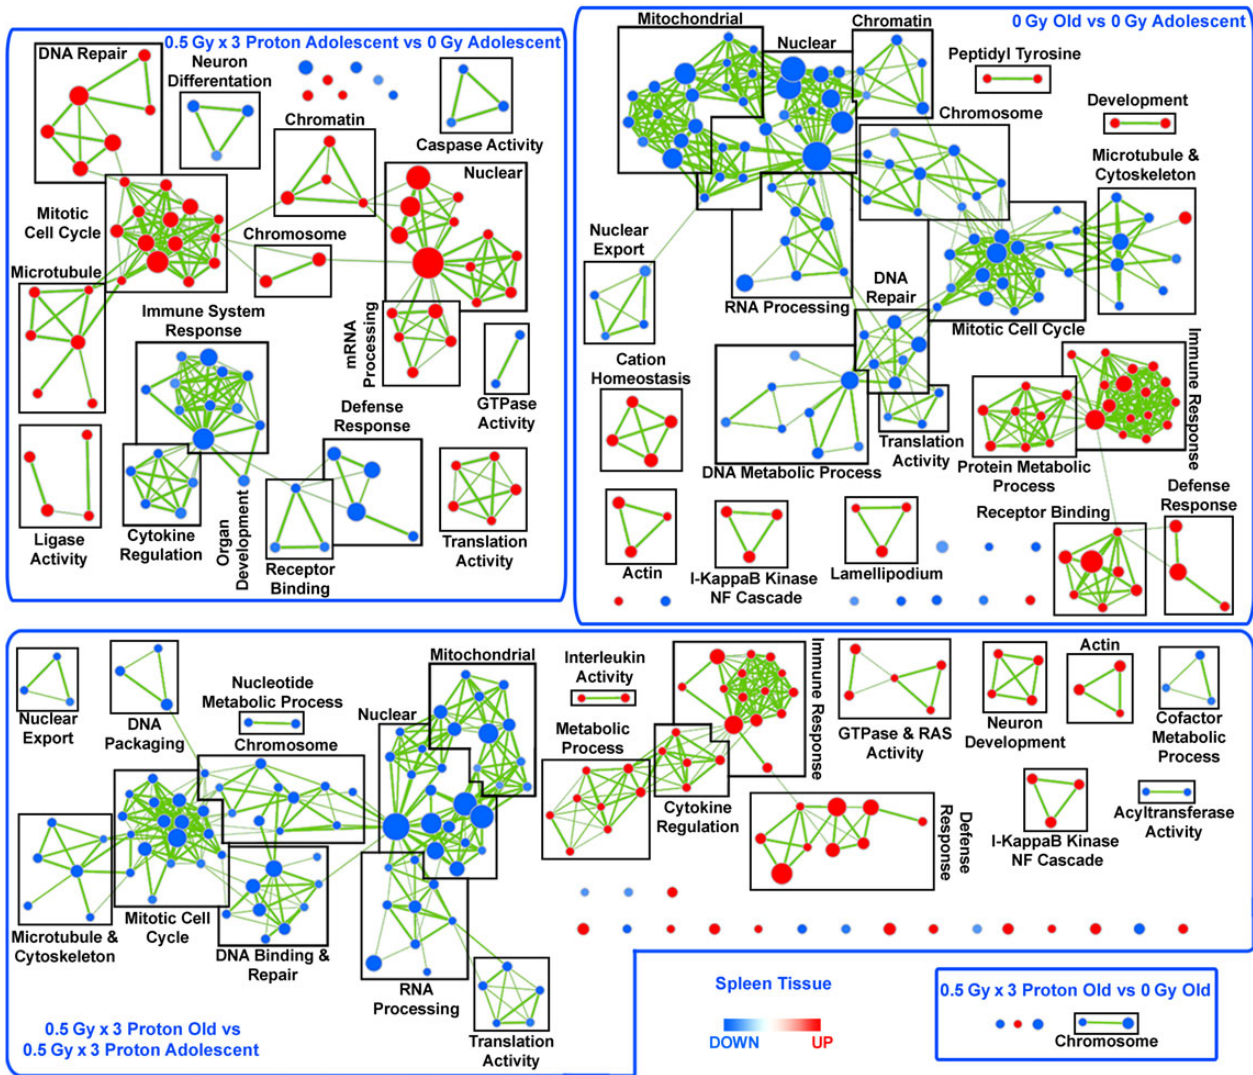 0.5 Gy x 3 Proton Adolescent vs 0 Gy Adolescent
DNA Repair
Neuron
Differentation
Caspase Activity
Chromatin
Nuclear
Mitotic
Cell Cycle
Chromosome
Microtubule
Immune System
Response
mRNA
Processing
GTPase
Activity
Defense
Response
Ligase
Activity
Cytokine
Regulation
Organ
Development
Receptor
Binding
Translation
Activity
0 Gy Old vs 0 Gy Adolescent
Mitochondrial
Nuclear
Chromatin
Peptidyl Tyrosine
Development
Chromosome
Microtubule &
Cytoskeleton
Nuclear
Export
RNA Processing
DNA
Repair
Mitotic Cell Cycle
Cation
Homeostasis
DNA Metabolic Process
Translation
Activity
Immune Response
Protein Metabolic
Process
Defense
Response
Receptor Binding
Actin
I-KappaB Kinase
NF Cascade
Lamellipodium
Nuclear
Export
DNA
Packaging
Nucleotide
Metabolic Process
Chromosome
Nuclear
Mitochondrial
Interleukin
Activity
Metabolic
Process
Immune Response
Cytokine
Regulation
GTPase & RAS
Activity
Neuron
Development
Actin
Cofactor
Metabolic
Process
I-KappaB Kinase
NF Cascade
Acyltransferase
Activity
Defense
Response
Microtubule &
Cytoskeleton
Mitotic Cell
Cycle
DNA Binding &
Repair
RNA
Processing
Translation
Activity
0.5 Gy x 3 Proton Old vs
0.5 Gy x 3 Proton Adolescent
Spleen Tissue
DOWN UP
0.5 Gy x 3 Proton Old vs 0 Gy Old
Chromosome